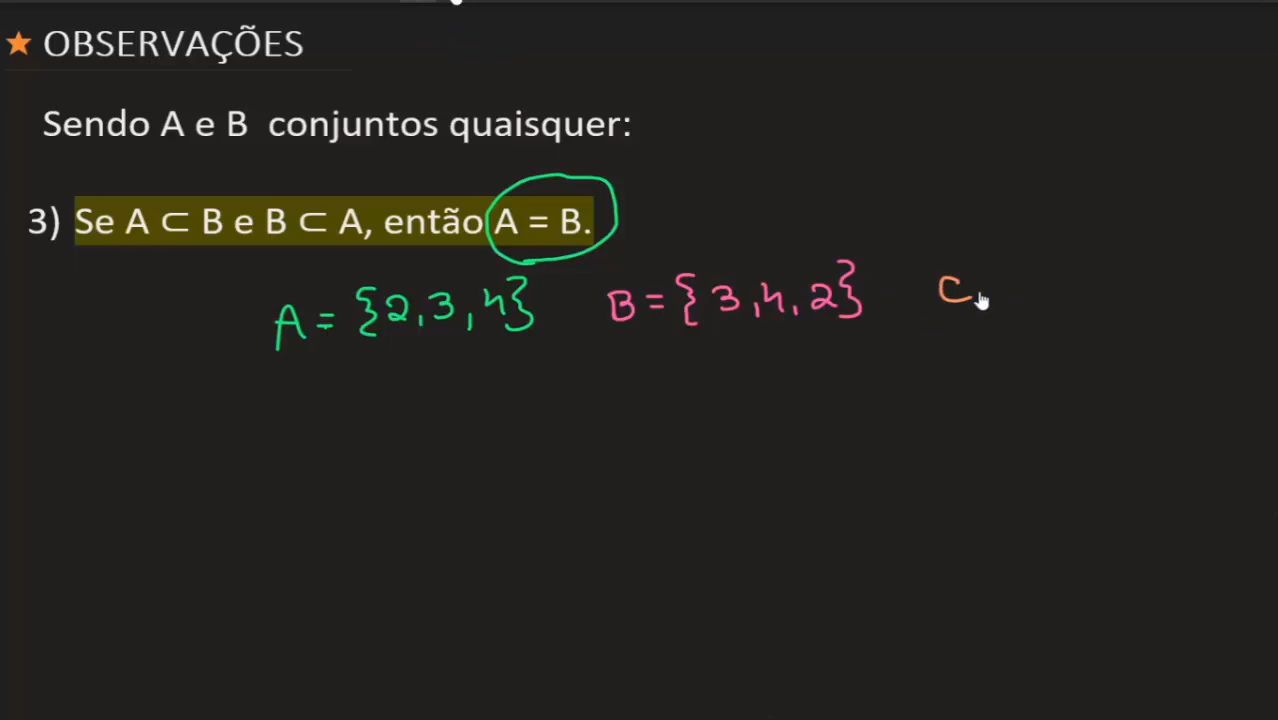 ★ OBSERVAÇÕES
Sendo A e B conjuntos quaisquer:
3) Se A ⊂ B e B ⊂ A, então A = B.
A = {2,3,4} B = {3,4,2} C